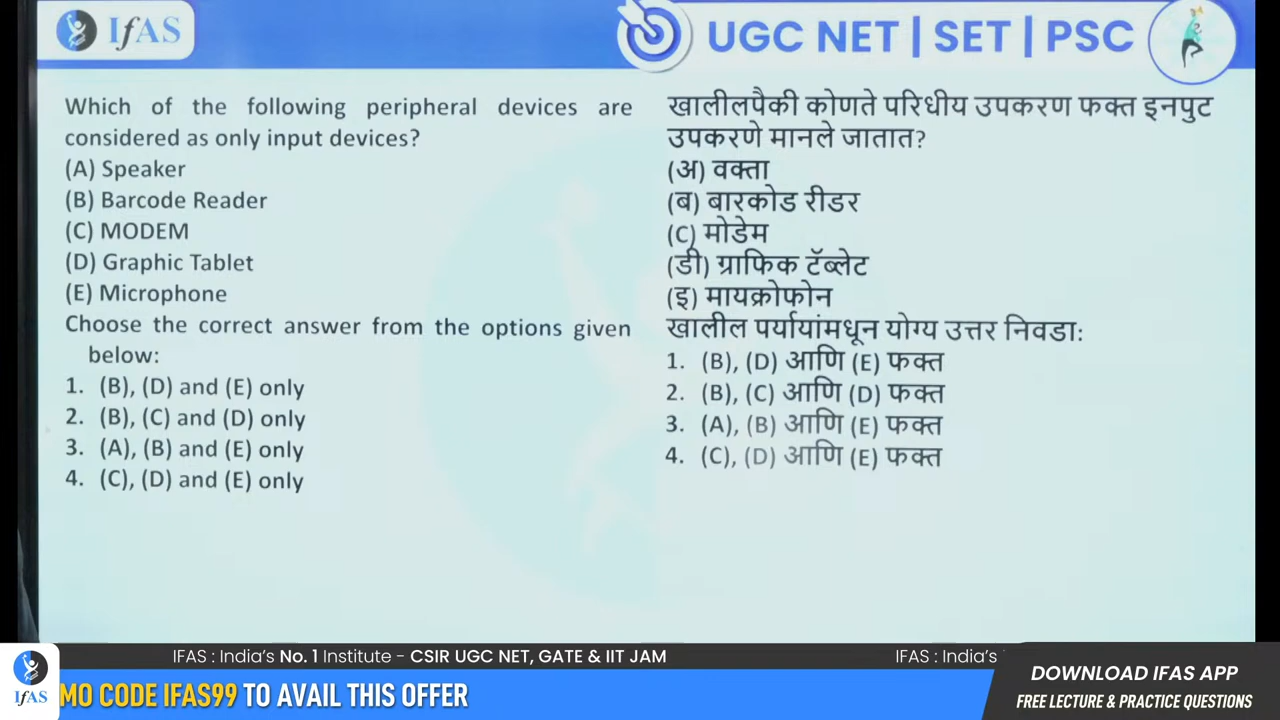 IfAS
UGC NET | SET | PSC
Which of the following peripheral devices are
considered as only input devices?
(A) Speaker
(B) Barcode Reader
(C) MODEM
(D) Graphic Tablet
(E) Microphone
Choose the correct answer from the options given
below:
1. (B), (D) and (E) only
2. (B), (C) and (D) only
3. (A), (B) and (E) only
4. (C), (D) and (E) only
खालीलपैकी कोणते परिधीय उपकरण फक्त इनपुट
उपकरणे मानले जातात?
(अ) वक्ता
(ब) बारकोड रीडर
(C) मोडेम
(डी) ग्राफिक टॅब्लेट
(इ) मायक्रोफोन
खालील पर्यायांमधून योग्य उत्तर निवडा:
1. (B), (D) आणि (E) फक्त
2. (B), (C) आणि (D) फक्त
3. (A), (B) आणि (E) फक्त
4. (C), (D) आणि (E) फक्त
IFAS : India's No. 1 Institute - CSIR UGC NET, GATE & IIT JAM
IFAS : India's
IfAS
MO CODE IFAS99 TO AVAIL THIS OFFER
DOWNLOAD IFAS APP
FREE LECTURE & PRACTICE QUESTIONS